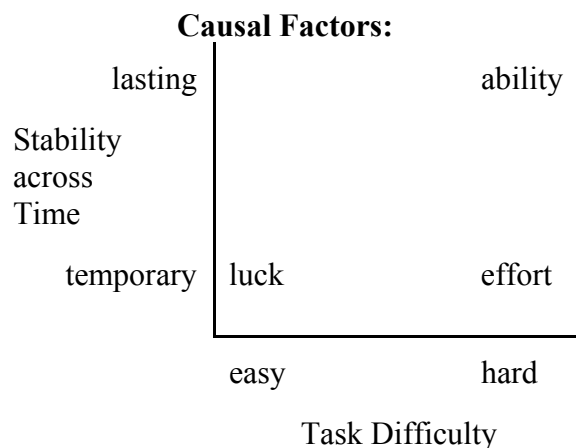 Causal Factors:
lasting ability
Stability
across
Time
temporary luck effort
easy hard
Task Difficulty